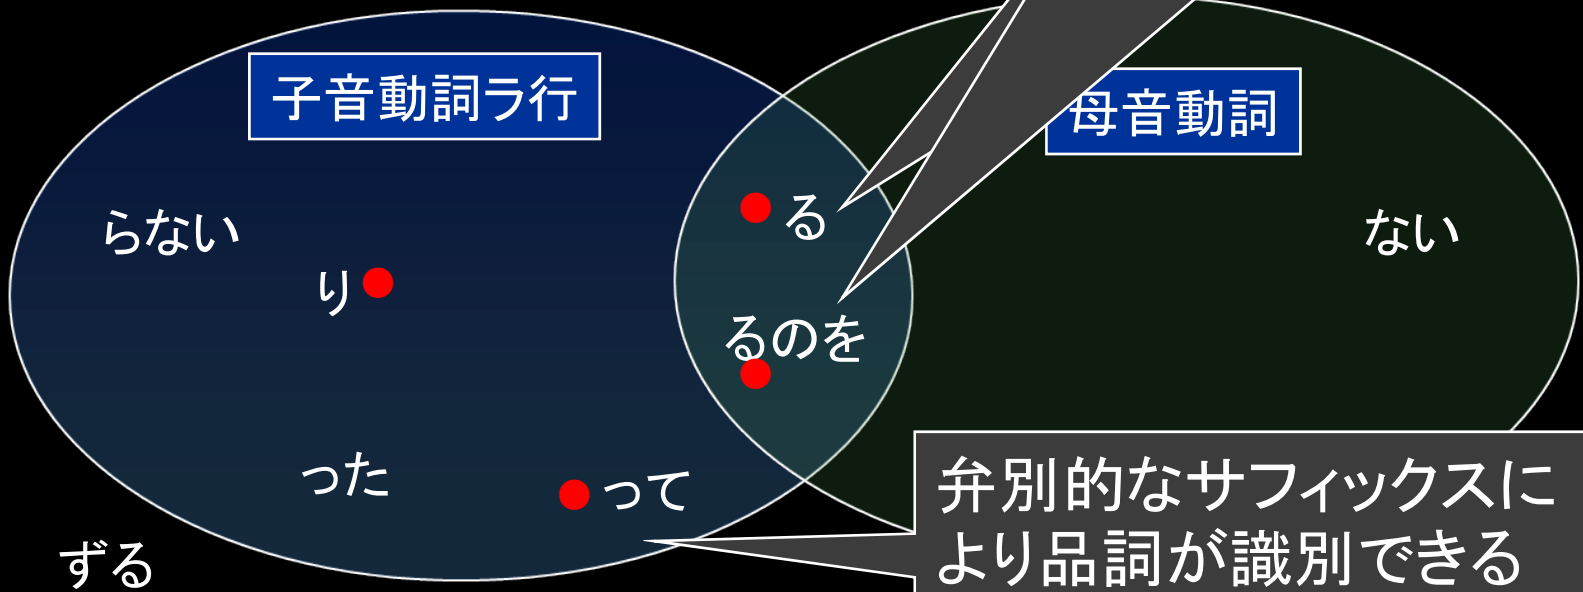 子音動詞ラ行
母音動詞
らない
る
ない
り
るのを
った
って
ずる
弁別的なサフィックスに
より品詞が識別できる